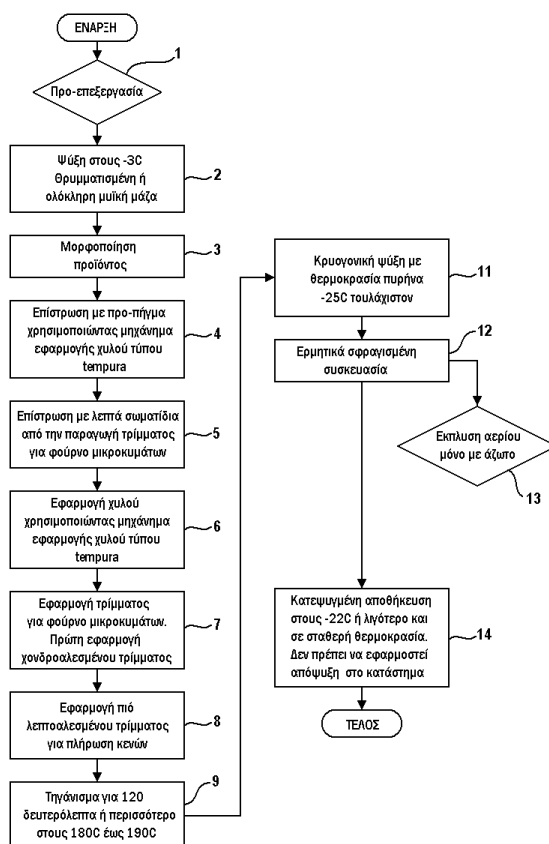 ΕΝΑΡΞΗ
1
Προ-επεξεργασία
Ψύξη στους -3C
Θρυμματισμένη ή
ολόκληρη μυϊκή μάζα
2
Μορφοποίηση
προϊόντος
3
Επίστρωση με προ-πήγμα
χρησιμοποιώντας μηχάνημα
εφαρμογής χυλού τύπου
tempura
4
Επίστρωση με λεπτά σωματίδια
από την παραγωγή τρίμματος
για φούρνο μικροκυμάτων
5
Εφαρμογή χυλού
χρησιμοποιώντας μηχάνημα
εφαρμογής χυλού τύπου
tempura
6
Εφαρμογή τρίμματος
για φούρνο μικροκυμάτων.
Πρώτη εφαρμογή
χονδροαλεσμένου τρίμματος
7
Εφαρμογή πιό
λεπτοαλεσμένου τρίμματος
για πλήρωση κενών
8
Τηγάνισμα για 120
δευτερόλεπτα ή περισσότερο
στους 180C έως 190C
9
Κρυογονική ψύξη με
θερμοκρασία πυρήνα
-25C τουλάχιστον
11
Ερμητικά σφραγισμένη
συσκευασία
12
Εκπλυση αερίου
μόνο με άζωτο
13
Κατεψυγμένη αποθήκευση
στους -22C ή λιγότερο και
σε σταθερή θερμοκρασία.
Δεν πρέπει να εφαρμοστεί
απόψυξη στο κατάστημα
14
ΤΕΛΟΣ